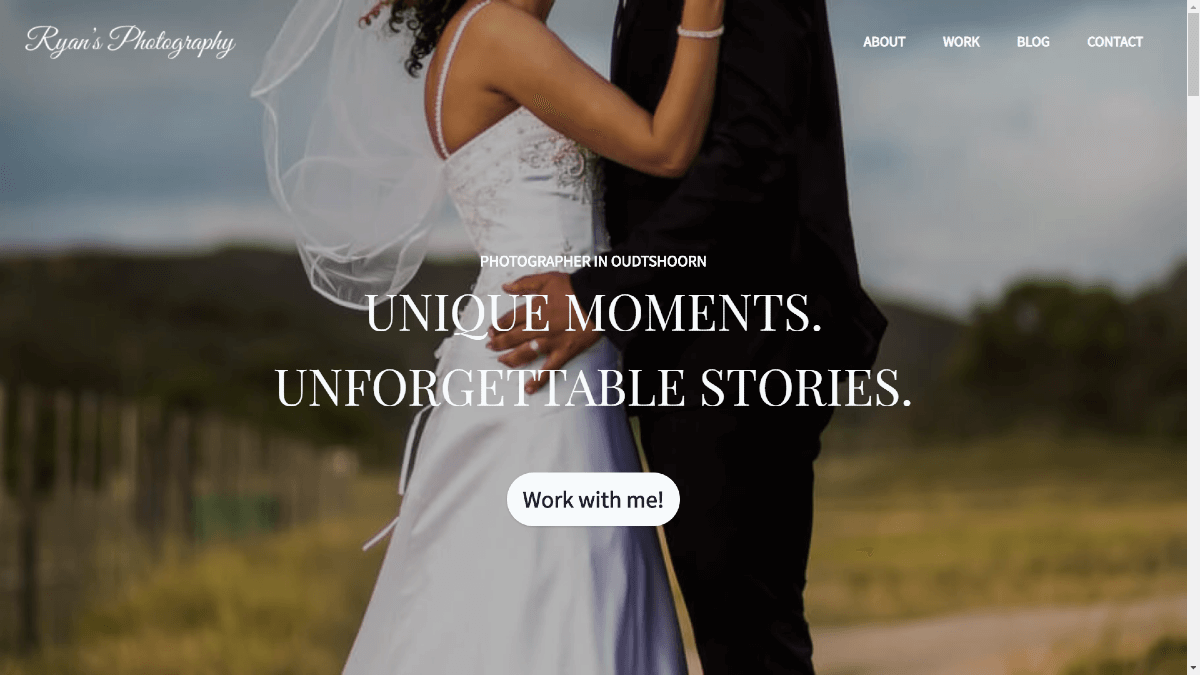 Ryan's Photography
ABOUT WORK BLOG CONTACT
PHOTOGRAPHER IN OUDTSHOORN
UNIQUE MOMENTS.
UNFORGETTABLE STORIES.
Work with me!